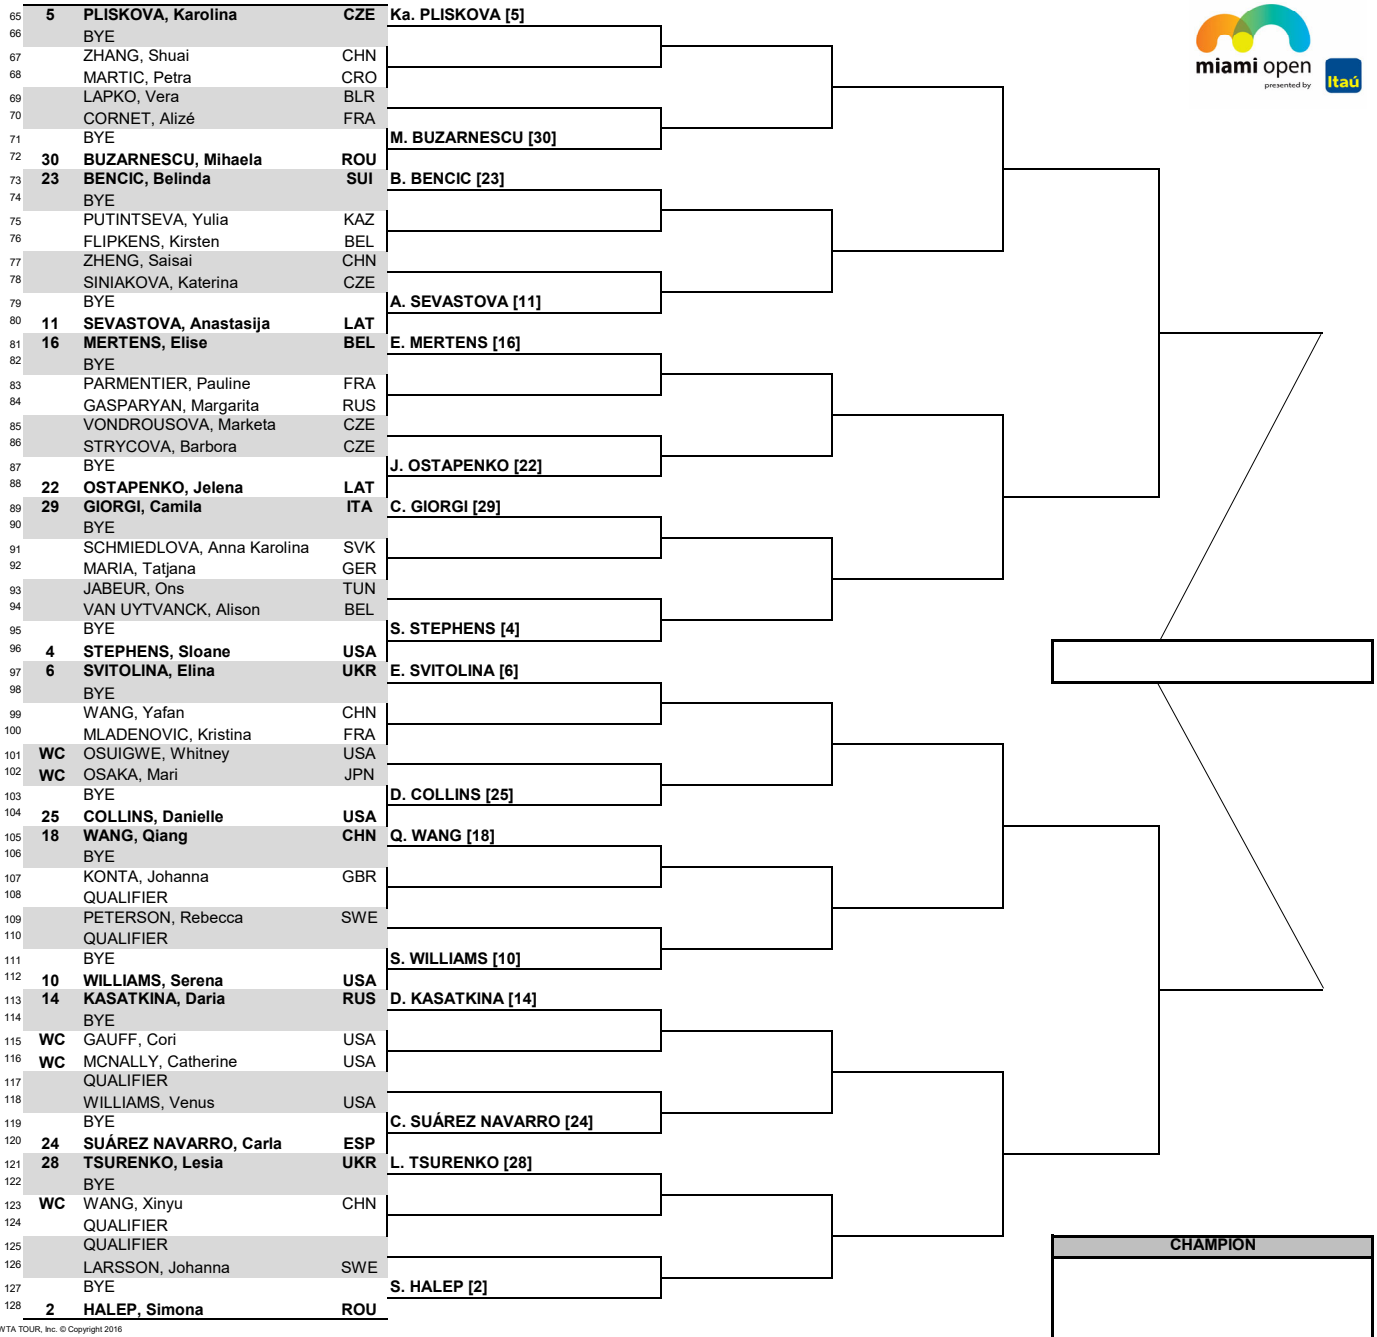 65 5 PLISKOVA, Karolina CZE Ka. PLISKOVA [5]
66 BYE
67 ZHANG, Shuai CHN
68 MARTIC, Petra CRO
69 LAPKO, Vera BLR
70 CORNET, Alizé FRA
71 BYE M. BUZARNESCU [30]
72 30 BUZARNESCU, Mihaela ROU
73 23 BENCIC, Belinda SUI B. BENCIC [23]
74 BYE
75 PUTINTSEVA, Yulia KAZ
76 FLIPKENS, Kirsten BEL
77 ZHENG, Saisai CHN
78 SINIAKOVA, Katerina CZE
79 BYE A. SEVASTOVA [11]
80 11 SEVASTOVA, Anastasija LAT
81 16 MERTENS, Elise BEL E. MERTENS [16]
82 BYE
83 PARMENTIER, Pauline FRA
84 GASPARYAN, Margarita RUS
85 VONDROUSOVA, Marketa CZE
86 STRYCOVA, Barbora CZE
87 BYE J. OSTAPENKO [22]
88 22 OSTAPENKO, Jelena LAT
89 29 GIORGI, Camila ITA C. GIORGI [29]
90 BYE
91 SCHMIEDLOVA, Anna Karolina SVK
92 MARIA, Tatjana GER
93 JABEUR, Ons TUN
94 VAN UYTVANCK, Alison BEL
95 BYE S. STEPHENS [4]
96 4 STEPHENS, Sloane USA
97 6 SVITOLINA, Elina UKR E. SVITOLINA [6]
98 BYE
99 WANG, Yafan CHN
100 MLADENOVIC, Kristina FRA
101 WC OSUIGWE, Whitney USA
102 WC OSAKA, Mari JPN
103 BYE D. COLLINS [25]
104 25 COLLINS, Danielle USA
105 18 WANG, Qiang CHN Q. WANG [18]
106 BYE
107 KONTA, Johanna GBR
108 QUALIFIER
109 PETERSON, Rebecca SWE
110 QUALIFIER
111 BYE S. WILLIAMS [10]
112 10 WILLIAMS, Serena USA
113 14 KASATKINA, Daria RUS D. KASATKINA [14]
114 BYE
115 WC GAUFF, Cori USA
116 WC MCNALLY, Catherine USA
117 QUALIFIER
118 WILLIAMS, Venus USA
119 BYE C. SUÁREZ NAVARRO [24]
120 24 SUÁREZ NAVARRO, Carla ESP
121 28 TSURENKO, Lesia UKR L. TSURENKO [28]
122 BYE
123 WC WANG, Xinyu CHN
124 QUALIFIER
125 QUALIFIER
126 LARSSON, Johanna SWE
127 BYE S. HALEP [2]
128 2 HALEP, Simona ROU
WTA TOUR, Inc. © Copyright 2016
miami open
presented by
Itaú
CHAMPION